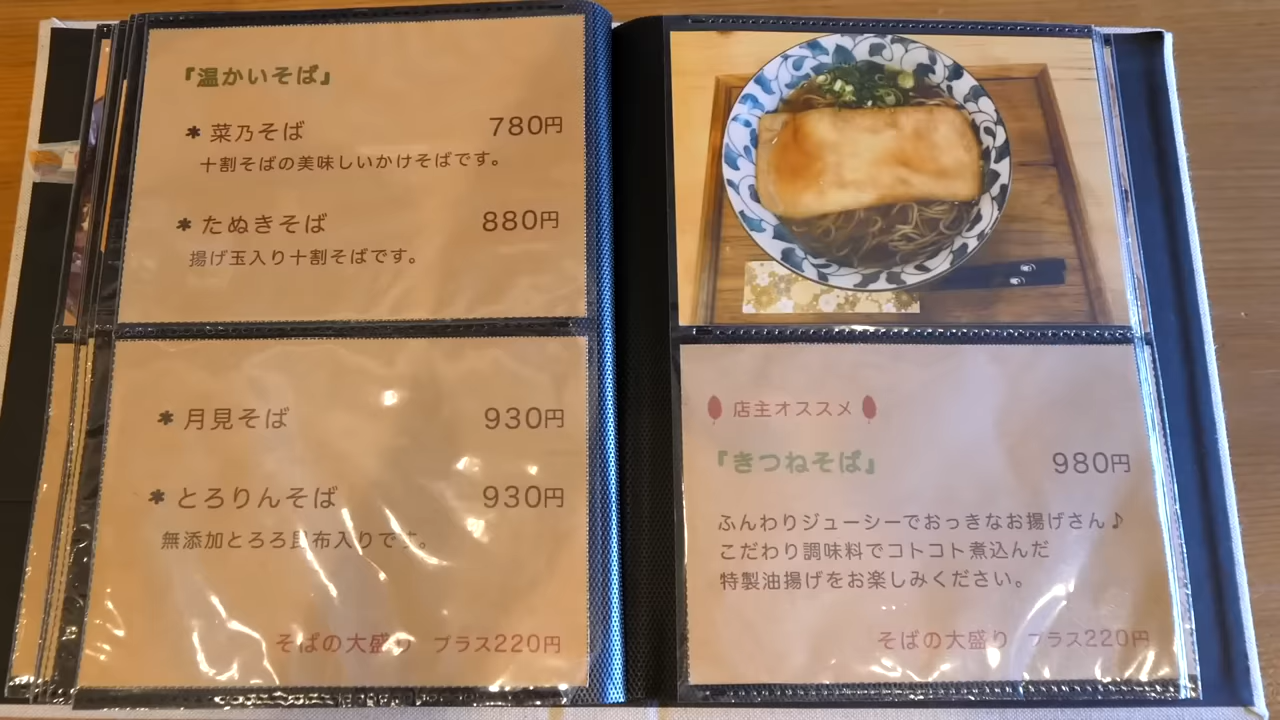 『温かいそば』
＊ 菜乃そば 780円
十割そばの美味しいかけそばです。
＊ たぬきそば 880円
揚げ玉入り十割そばです。
＊ 月見そば 930円
＊ とろりんそば 930円
無添加とろろ昆布入りです。
そばの大盛り プラス220円
店主オススメ
『きつねそば』 980円
ふんわりジューシーでおっきなお揚げさん♪
こだわり調味料でコトコト煮込んだ
特製油揚げをお楽しみください。
そばの大盛り プラス220円